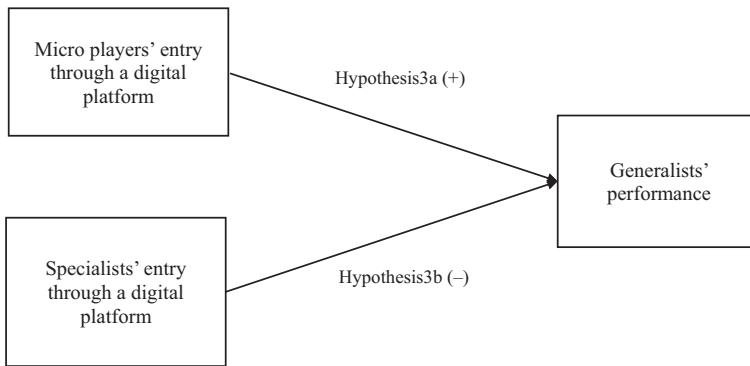 Micro players’ entry
through a digital
platform
Hypothesis3a (+)
Generalists’
performance
Specialists’ entry
through a digital
platform
Hypothesis3b (–)